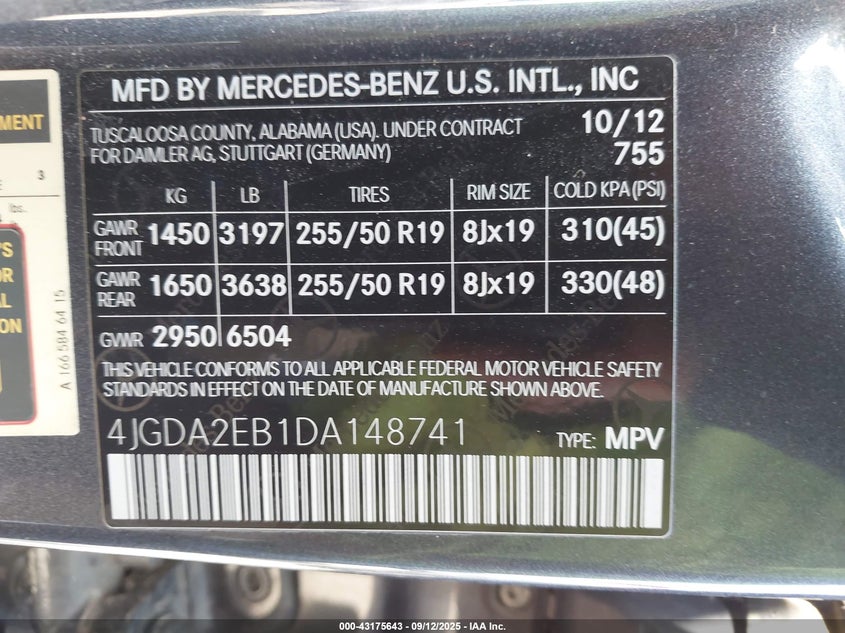 MFD BY MERCEDES-BENZ U.S. INTL., INC
TUSCALOOSA COUNTY, ALABAMA (USA). UNDER CONTRACT 10/12
FOR DAIMLER AG, STUTTGART (GERMANY) 755
KG LB TIRES RIM SIZE COLD KPA (PSI)
GAWR FRONT 1450 3197 255/50 R19 8Jx19 310(45)
GAWR REAR 1650 3638 255/50 R19 8Jx19 330(48)
GVWR 2950 6504
THIS VEHICLE CONFORMS TO ALL APPLICABLE FEDERAL MOTOR VEHICLE SAFETY
STANDARDS IN EFFECT ON THE DATE OF MANUFACTURE SHOWN ABOVE.
4JGDA2EB1DA148741 TYPE: MPV
3
lbs.
A 166 584 64 15
000-43175643 - 09/12/2025 - IAA Inc.